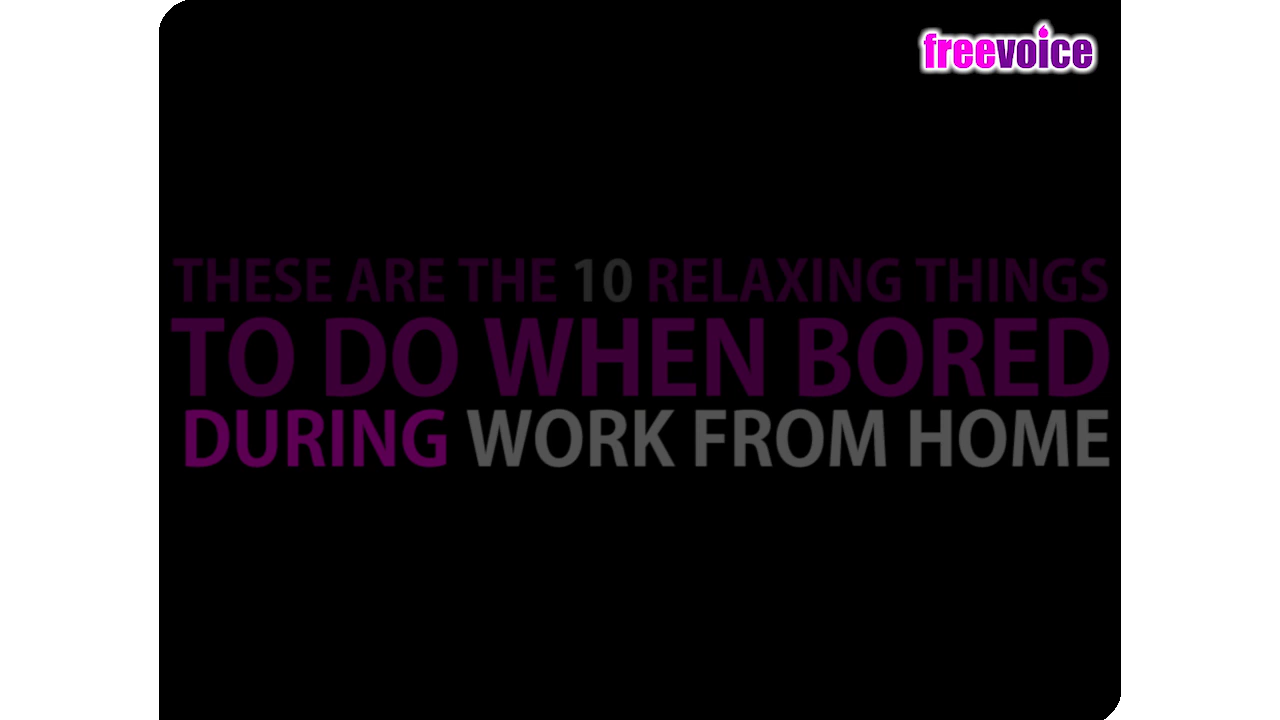 freevoice
THESE ARE THE 10 RELAXING THINGS
TO DO WHEN BORED
DURING WORK FROM HOME